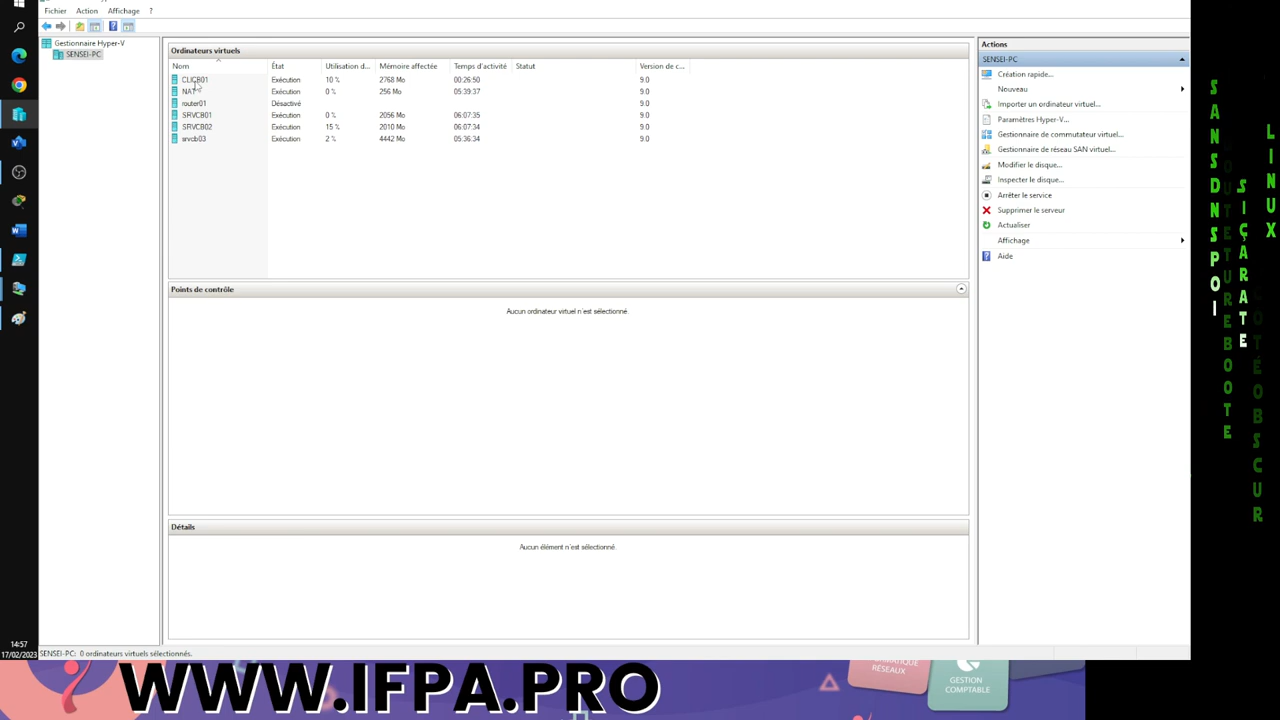 Fichier Action Affichage ?
Gestionnaire Hyper-V
SENSEI-PC
Ordinateurs virtuels
Nom État Utilisation d... Mémoire affectée Temps d'activité Statut Version de c...
CLICB01 Exécution 10 % 2768 Mo 00:26:50 9.0
NAT Exécution 0 % 256 Mo 05:39:37 9.0
router01 Désactivé 9.0
SRVCB01 Exécution 0 % 2056 Mo 06:07:35 9.0
SRVCB02 Exécution 15 % 2010 Mo 06:07:34 9.0
srvcb03 Exécution 2 % 4442 Mo 05:36:34 9.0
Points de contrôle
Aucun ordinateur virtuel n'est sélectionné.
Détails
Aucun élément n'est sélectionné.
Actions
SENSEI-PC
Création rapide...
Nouveau
Importer un ordinateur virtuel...
Paramètres Hyper-V...
Gestionnaire de commutateur virtuel...
Gestionnaire de réseau SAN virtuel...
Modifier le disque...
Inspecter le disque...
Arrêter le service
Supprimer le serveur
Actualiser
Affichage
Aide
14:57
17/02/2023
SENSEI-PC: 0 ordinateurs virtuels sélectionnés.
WWW.IFPA.PRO
RÉSEAUX
GESTION
COMPTABLE
SANSDNSPOI
OUTETUREBOOTE
SIÇARATE
COTÉOBSCUR
LINUX